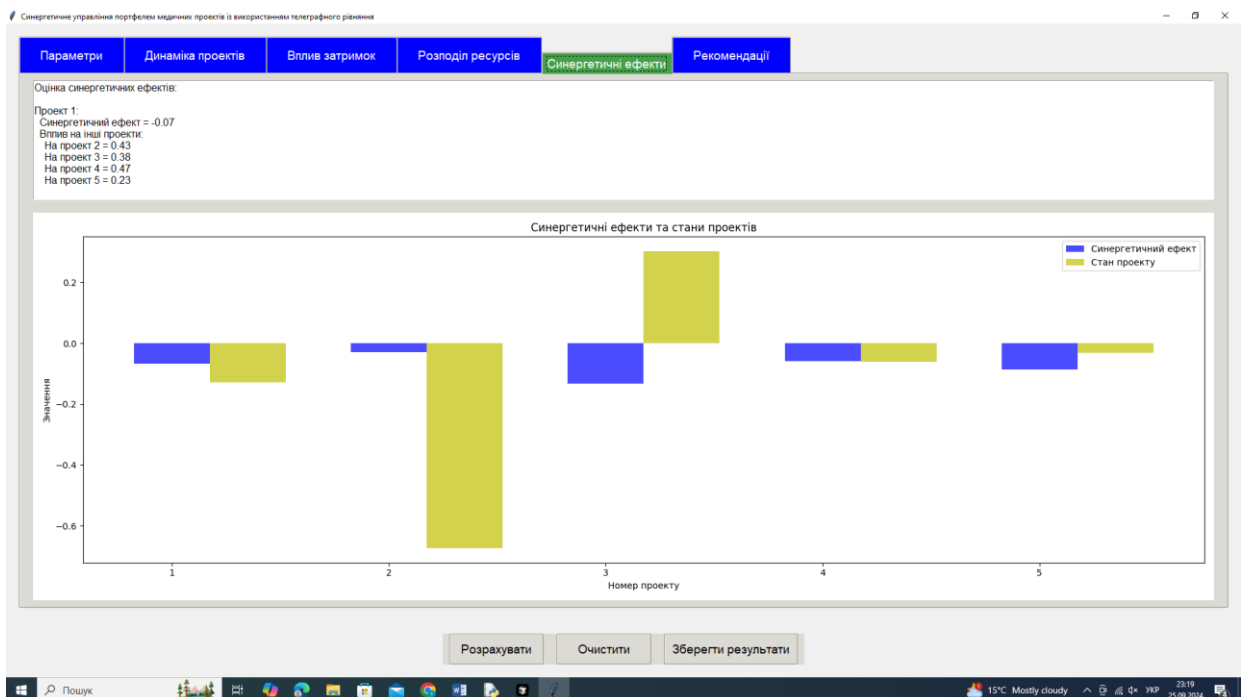 Синергетичне управління портфелем медичних проектів із використанням телеграфного рівняння
Параметри Динаміка проектів Вплив затримок Розподіл ресурсів Синергетичні ефекти Рекомендації
Оцінка синергетичних ефектів:
Проект 1:
Синергетичний ефект = -0.07
Вплив на інші проекти:
На проект 2 = 0.43
На проект 3 = 0.38
На проект 4 = 0.47
На проект 5 = 0.23
Синергетичні ефекти та стани проектів
Синергетичний ефект
Стан проекту
0.2
0.0
−0.2
−0.4
−0.6
Значення
1 2 3 4 5
Номер проекту
Розрахувати Очистити Зберегти результати
Пошук 15°C Mostly cloudy УКР 23:19
25.09.2024